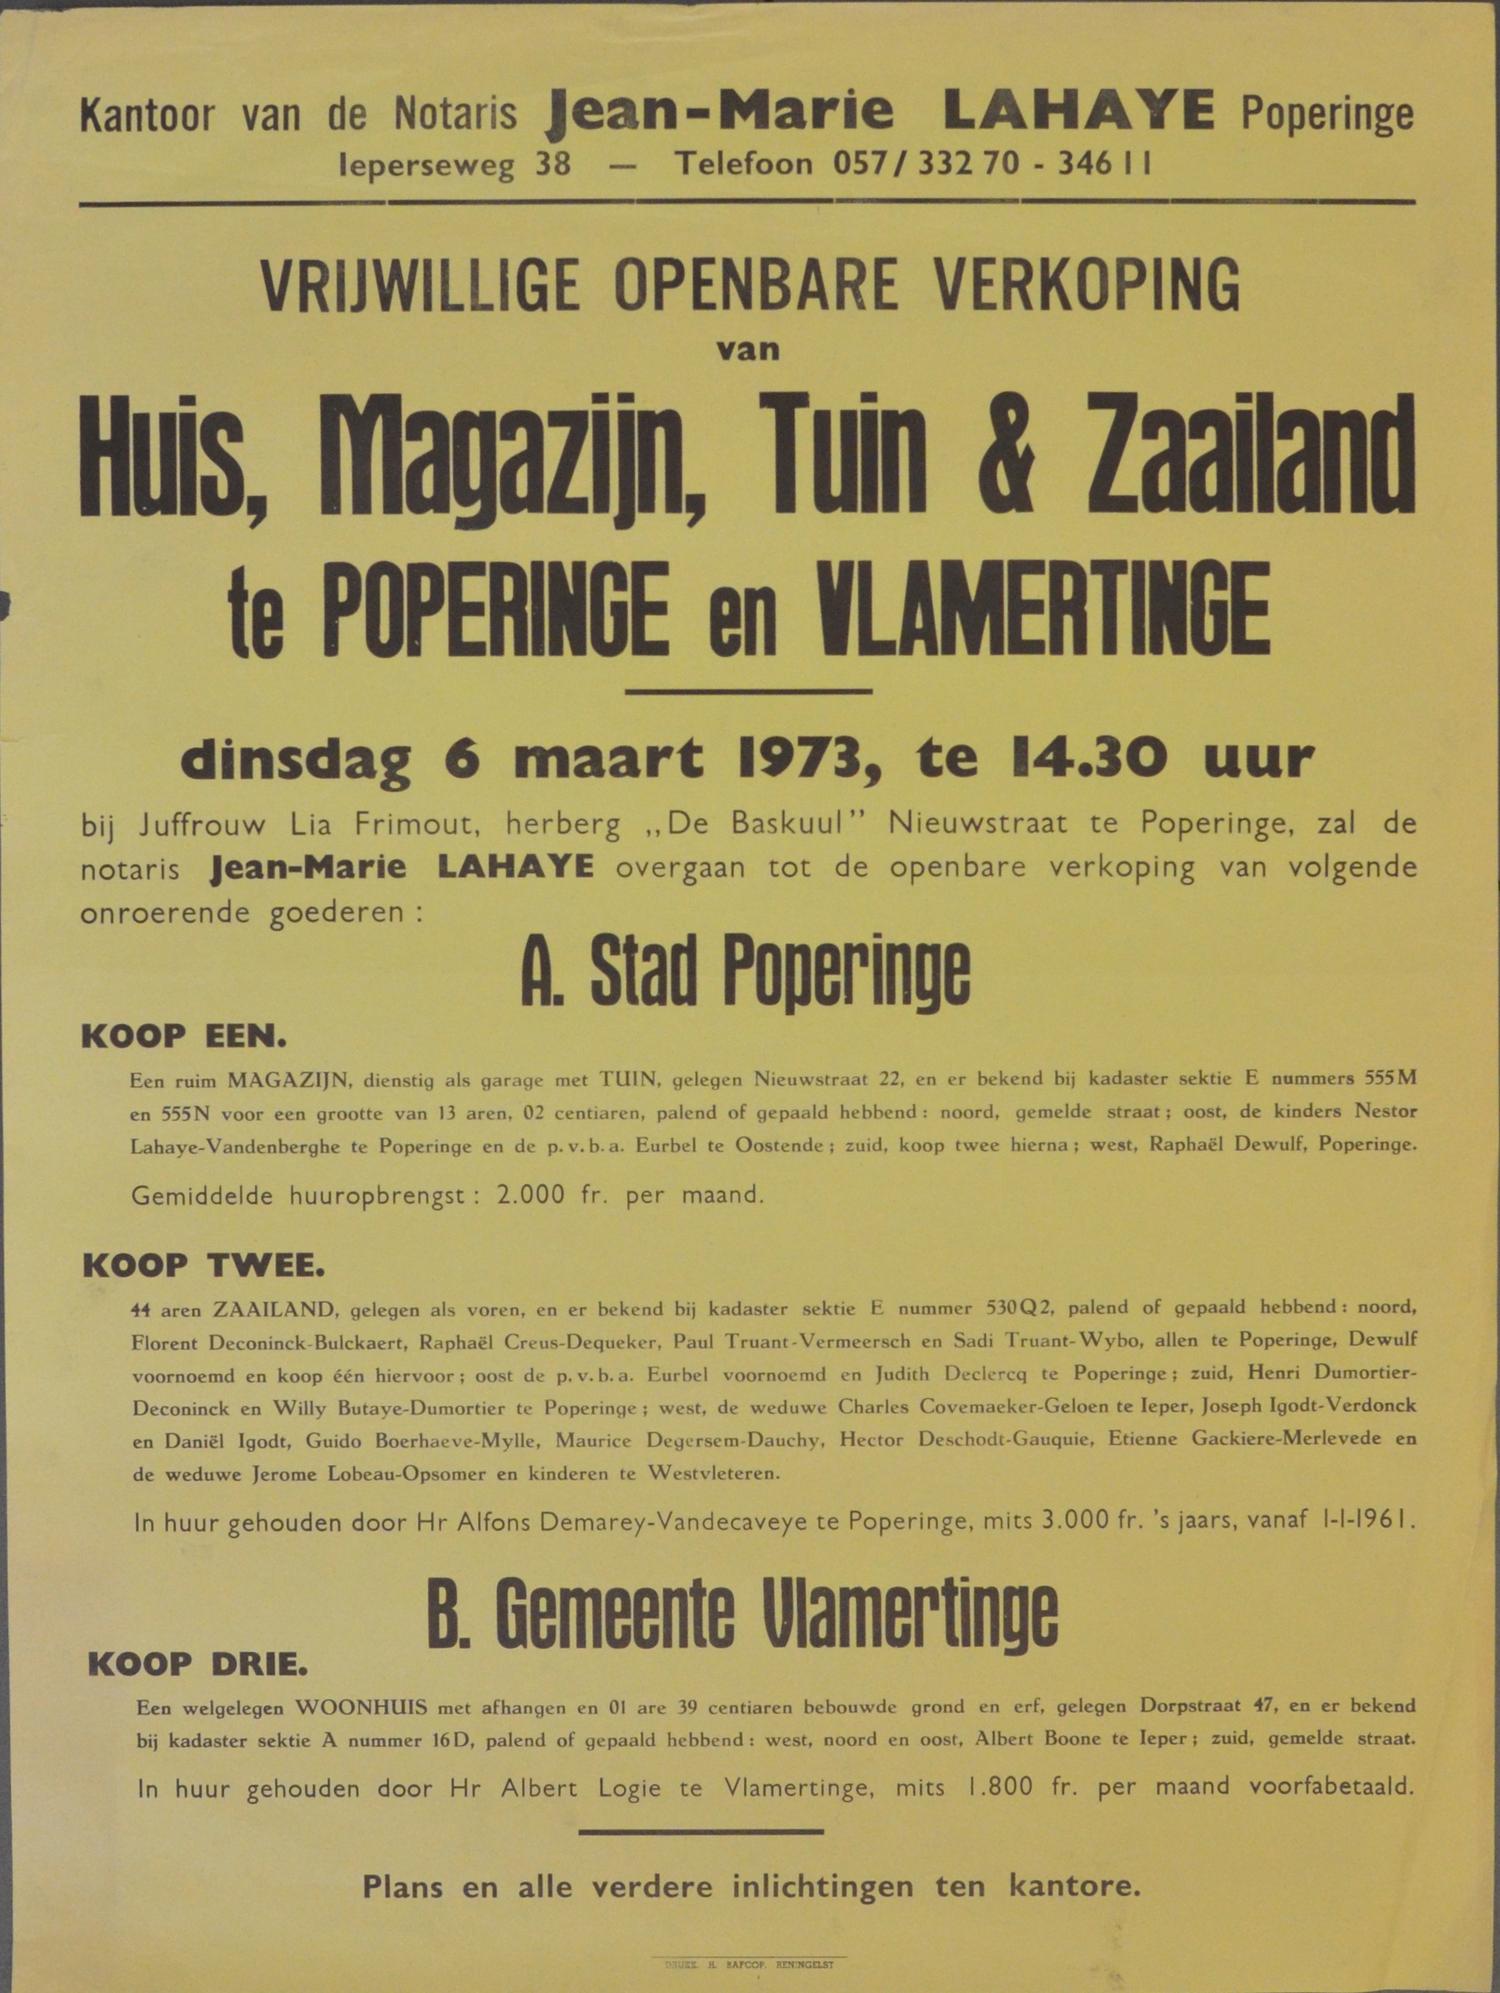 Kantoor van de Notaris Jean-Marie LAHAYE Poperinge
Ieperseweg 38 — Telefoon 057/ 332 70 - 346 11
VRIJWILLIGE OPENBARE VERKOPING
van
Huis, Magazijn, Tuin & Zaailand
te POPERINGE en VLAMERTINGE
dinsdag 6 maart 1973, te 14.30 uur
bij Juffrouw Lia Frimout, herberg ,,De Baskuul’’ Nieuwstraat te Poperinge, zal de
notaris Jean-Marie LAHAYE overgaan tot de openbare verkoping van volgende
onroerende goederen :
A. Stad Poperinge
KOOP EEN.
Een ruim MAGAZIJN, dienstig als garage met TUIN, gelegen Nieuwstraat 22, en er bekend bij kadaster sektie E nummers 555M
en 555N voor een grootte van 13 aren, 02 centiaren, palend of gepaald hebbend : noord, gemelde straat ; oost, de kinders Nestor
Lahaye-Vandenberghe te Poperinge en de p.v.b.a. Eurbel te Oostende ; zuid, koop twee hierna ; west, Raphaël Dewulf, Poperinge.
Gemiddelde huuropbrengst : 2.000 fr. per maand.
KOOP TWEE.
44 aren ZAAILAND, gelegen als voren, en er bekend bij kadaster sektie E nummer 530Q2, palend of gepaald hebbend : noord,
Florent Deconinck-Bulckaert, Raphaël Creus-Dequeker, Paul Truant-Vermeersch en Sadi Truant-Wybo, allen te Poperinge, Dewulf
voornoemd en koop één hiervoor ; oost de p.v.b.a. Eurbel voornoemd en Judith Declercq te Poperinge ; zuid, Henri Dumortier-
Deconinck en Willy Butaye-Dumortier te Poperinge ; west, de weduwe Charles Covemaeker-Geloen te Ieper, Joseph Igodt-Verdonck
en Daniël Igodt, Guido Boerhaeve-Mylle, Maurice Degersem-Dauchy, Hector Deschodt-Gauquie, Etienne Gackiere-Merlevede en
de weduwe Jerome Lobeau-Opsomer en kinderen te Westvleteren.
In huur gehouden door Hr Alfons Demarey-Vandecaveye te Poperinge, mits 3.000 fr. 's jaars, vanaf 1-1-1961.
B. Gemeente Vlamertinge
KOOP DRIE.
Een welgelegen WOONHUIS met afhangen en 01 are 39 centiaren bebouwde grond en erf, gelegen Dorpstraat 47, en er bekend
bij kadaster sektie A nummer 16D, palend of gepaald hebbend : west, noord en oost, Albert Boone te Ieper ; zuid, gemelde straat.
In huur gehouden door Hr Albert Logie te Vlamertinge, mits 1.800 fr. per maand voorfabetaald.
Plans en alle verdere inlichtingen ten kantore.
DRUKK. H. BAFCOP. RENINGELST